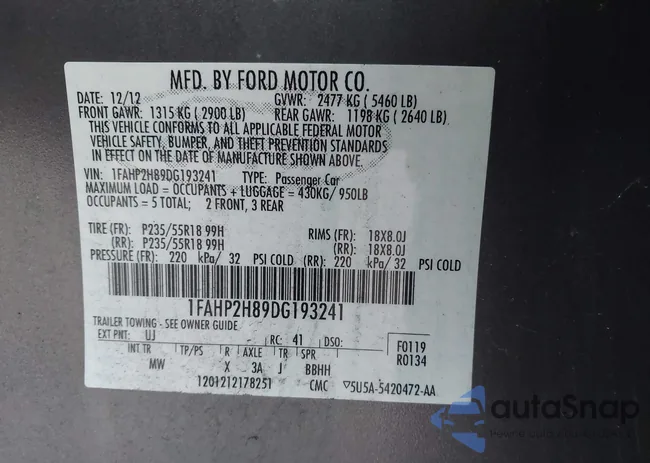 MFD. BY FORD MOTOR CO.
DATE: 12/12 GVWR: 2477 KG ( 5460 LB)
FRONT GAWR: 1315 KG ( 2900 LB) REAR GAWR: 1198 KG ( 2640 LB)
THIS VEHICLE CONFORMS TO ALL APPLICABLE FEDERAL MOTOR
VEHICLE SAFETY, BUMPER, AND THEFT PREVENTION STANDARDS
IN EFFECT ON THE DATE OF MANUFACTURE SHOWN ABOVE.
VIN: 1FAHP2H89DG193241 TYPE: Passenger Car
MAXIMUM LOAD = OCCUPANTS + LUGGAGE = 430KG/ 950LB
OCCUPANTS = 5 TOTAL; 2 FRONT, 3 REAR
TIRE (FR): P235/55R18 99H RIMS (FR): 18X8.0J
(RR): P235/55R18 99H (RR): 18X8.0J
PRESSURE (FR): 220 kPa/ 32 PSI COLD (RR): 220 kPa/ 32 PSI COLD
1FAHP2H89DG193241
TRAILER TOWING - SEE OWNER GUIDE
EXT PNT: UJ RC: 41 DSO: F0119
INT TR TP/PS R AXLE TR SPR R0134
MW X 3A J BBHH
1201212178251 CMC 5U5A-5420472-AA
autoSnap